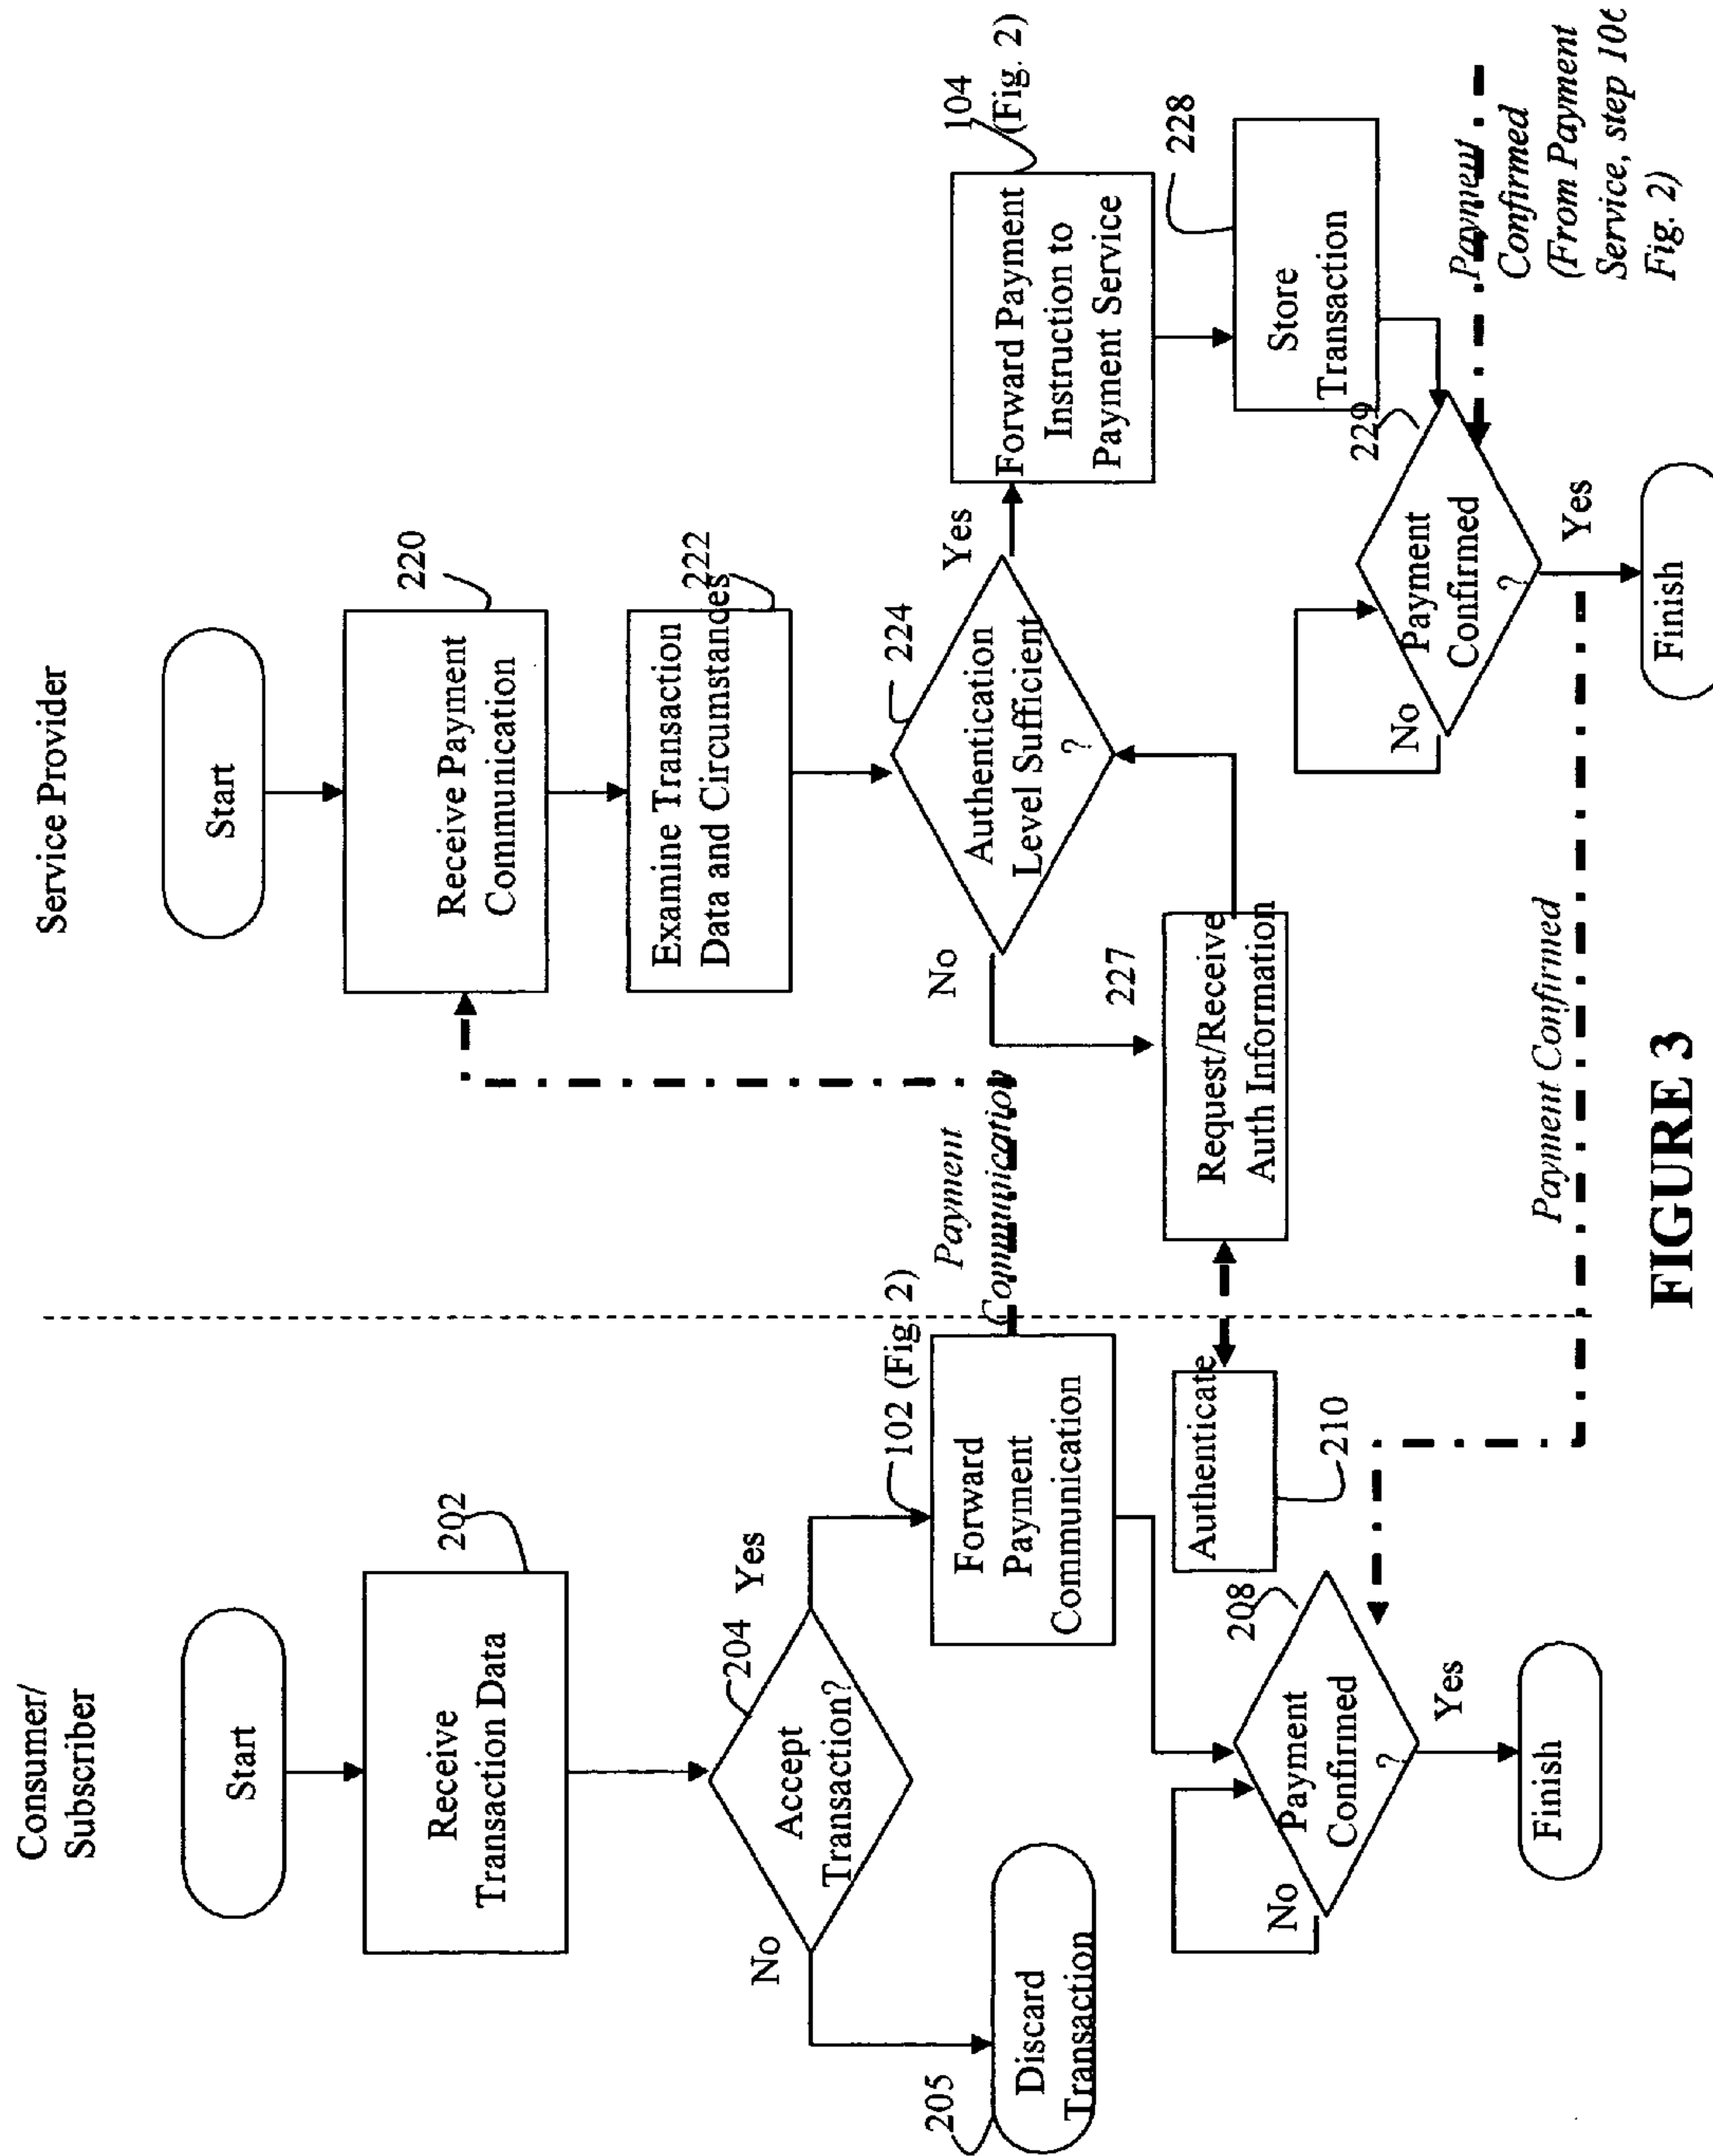 Consumer/
Subscriber
Start
202
Receive
Transaction Data
204
Accept
Transaction?
Yes
No
205
Discard
Transaction
102 (Fig 2)
Forward
Payment
Communication
Authenticate
210
208
Payment
Confirmed
?
No
Yes
Finish
Service Provider
Start
220
Receive Payment
Communication
222
Examine Transaction
Data and Circumstances
224
Authentication
Level Sufficient
?
Yes
No
227
Request/Receive
Auth Information
Payment
Communication
104
(Fig. 2)
Forward Payment
Instruction to
Payment Service
228
Store
Transaction
229
Payment
Confirmed
?
No
Yes
Finish
Payment
Confirmed
(From Payment
Service, step 106
Fig. 2)
Payment Confirmed
FIGURE 3